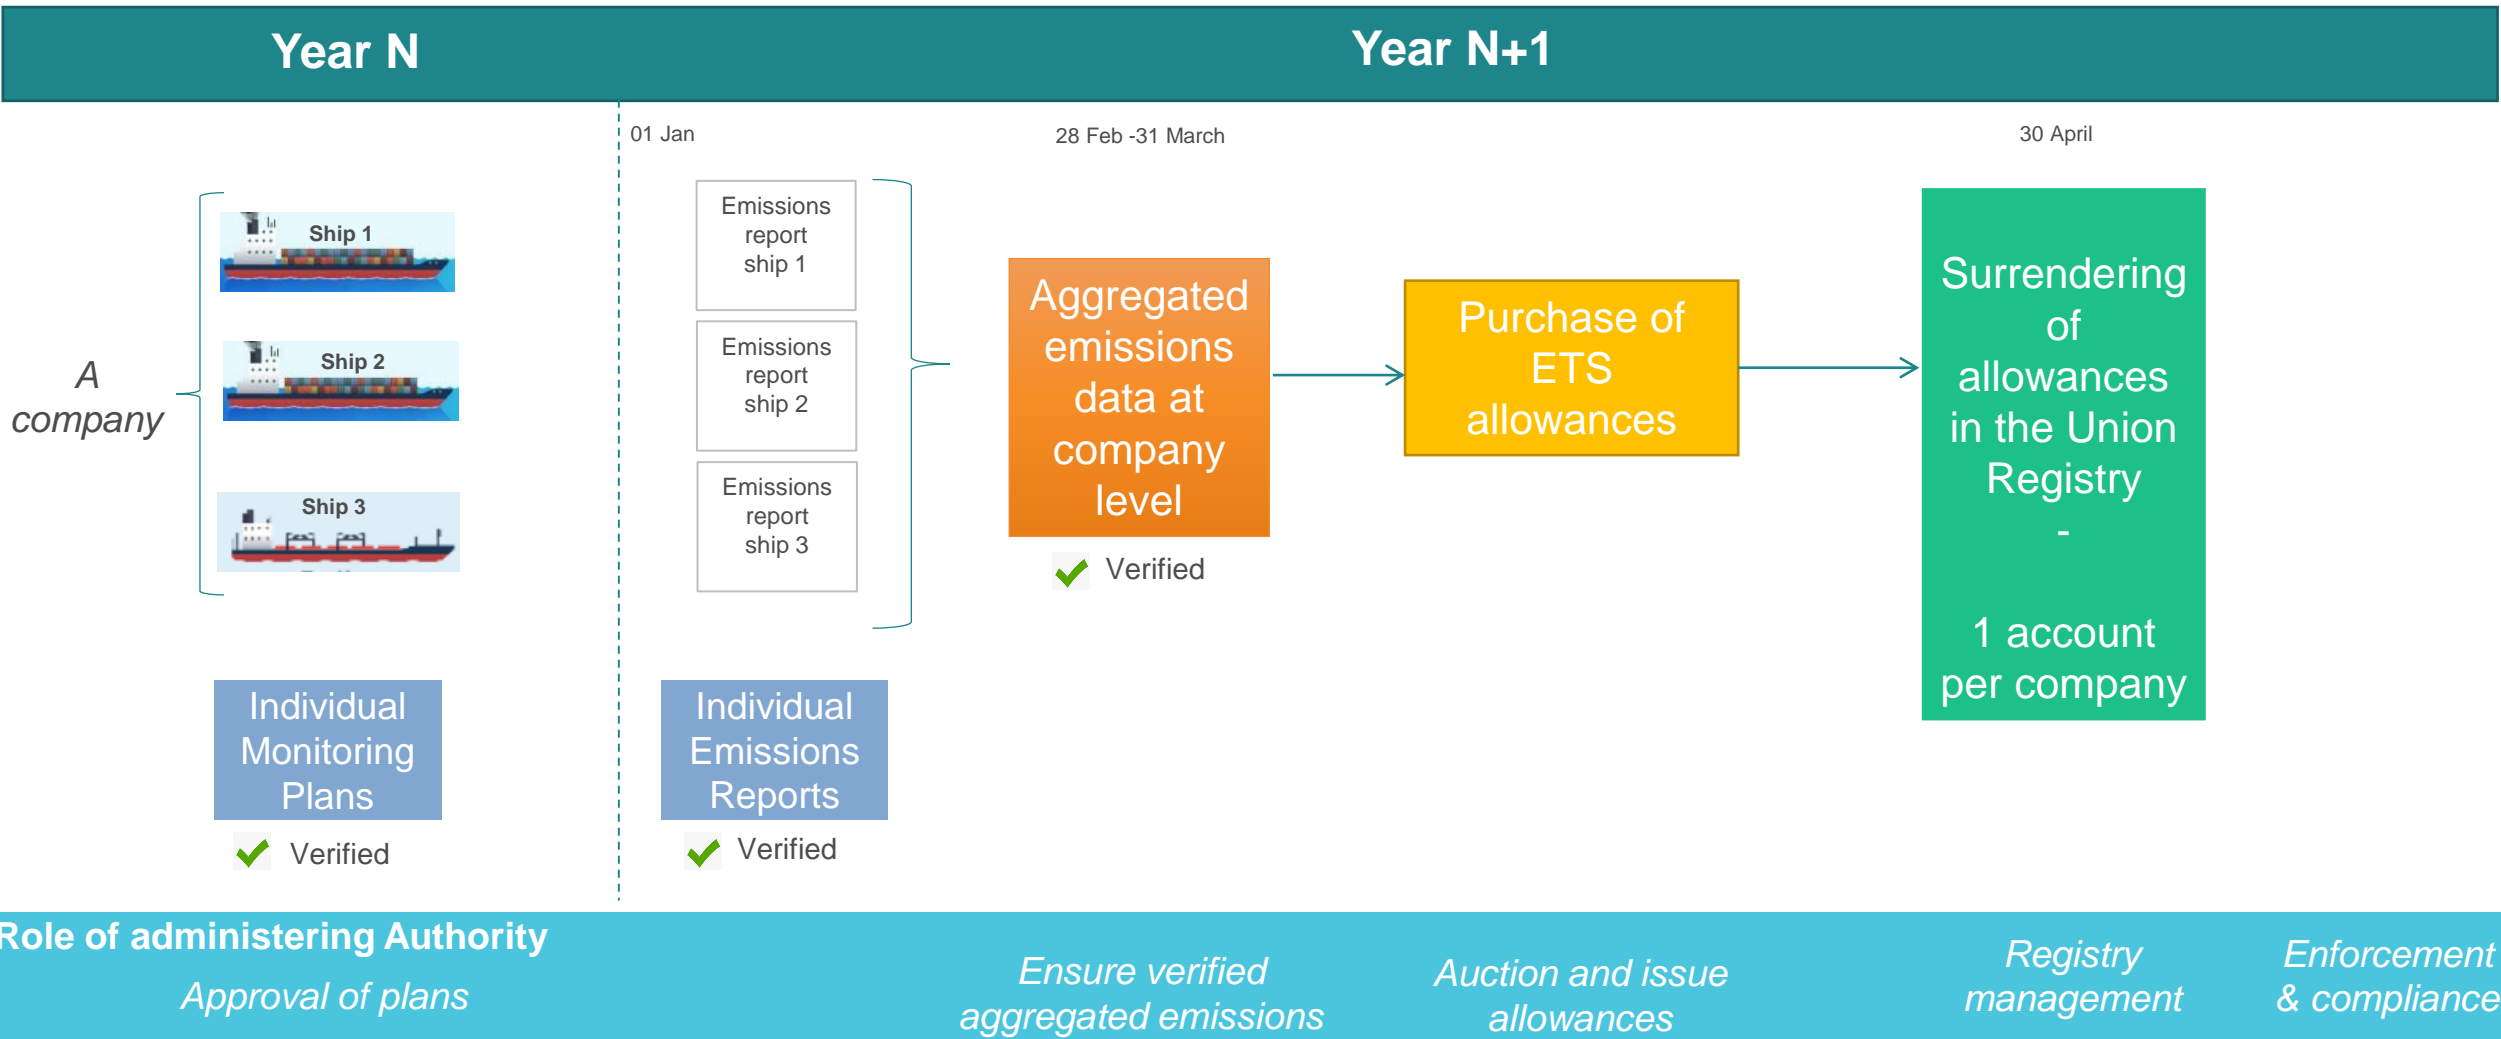 Year N
Year N+1
01 Jan
28 Feb -31 March
30 April
A
company
Ship 1
Ship 2
Ship 3
Individual
Monitoring
Plans
Verified
Emissions
report
ship 1
Emissions
report
ship 2
Emissions
report
ship 3
Individual
Emissions
Reports
Verified
Aggregated
emissions
data at
company
level
Verified
Purchase of
ETS
allowances
Surrendering
of
allowances
in the Union
Registry
-
1 account
per company
Role of administering Authority
Approval of plans
Ensure verified
aggregated emissions
Auction and issue
allowances
Registry
management
Enforcement
& compliance